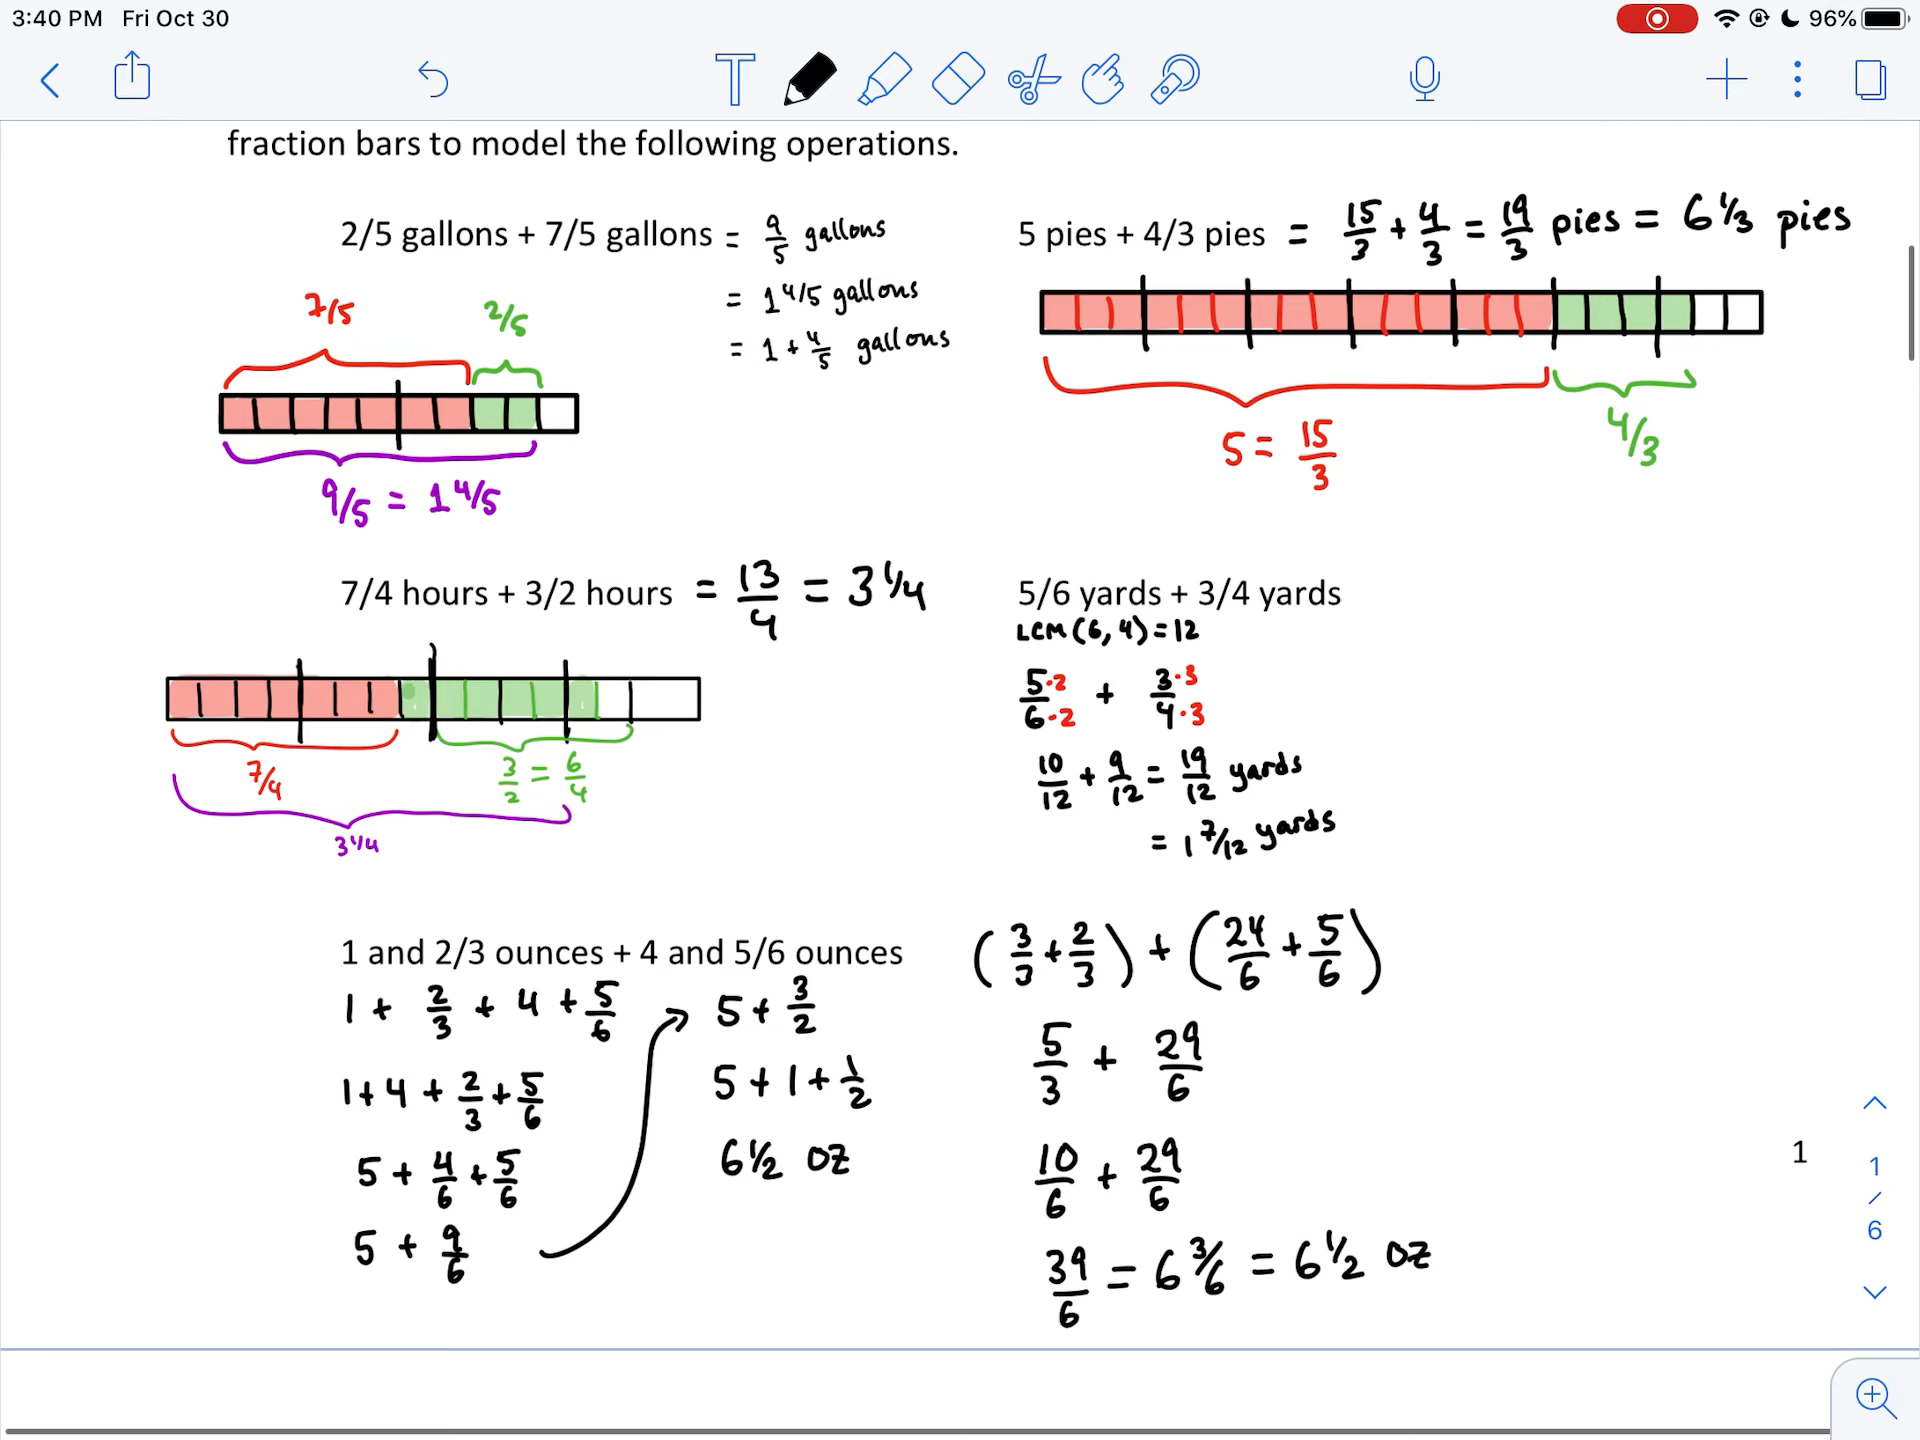 3:40 PM Fri Oct 30
96%
T
fraction bars to model the following operations.
2/5 gallons + 7/5 gallons = 9/5 gallons
= 1 4/5 gallons
= 1 + 4/5 gallons
7/5
2/5
9/5 = 1 4/5
5 pies + 4/3 pies = 15/3 + 4/3 = 19/3 pies = 6 1/3 pies
5 = 15/3
4/3
7/4 hours + 3/2 hours = 13/4 = 3 1/4
7/4
3/2 = 6/4
3 1/4
5/6 yards + 3/4 yards
LCM (6, 4) = 12
5·2/6·2 + 3·3/4·3
10/12 + 9/12 = 19/12 yards
= 1 7/12 yards
1 and 2/3 ounces + 4 and 5/6 ounces
1 + 2/3 + 4 + 5/6
1 + 4 + 2/3 + 5/6
5 + 4/6 + 5/6
5 + 9/6
5 + 3/2
5 + 1 + 1/2
6 1/2 oz
(3/3 + 2/3) + (24/6 + 5/6)
5/3 + 29/6
10/6 + 29/6
39/6 = 6 3/6 = 6 1/2 oz
1
1
/
6